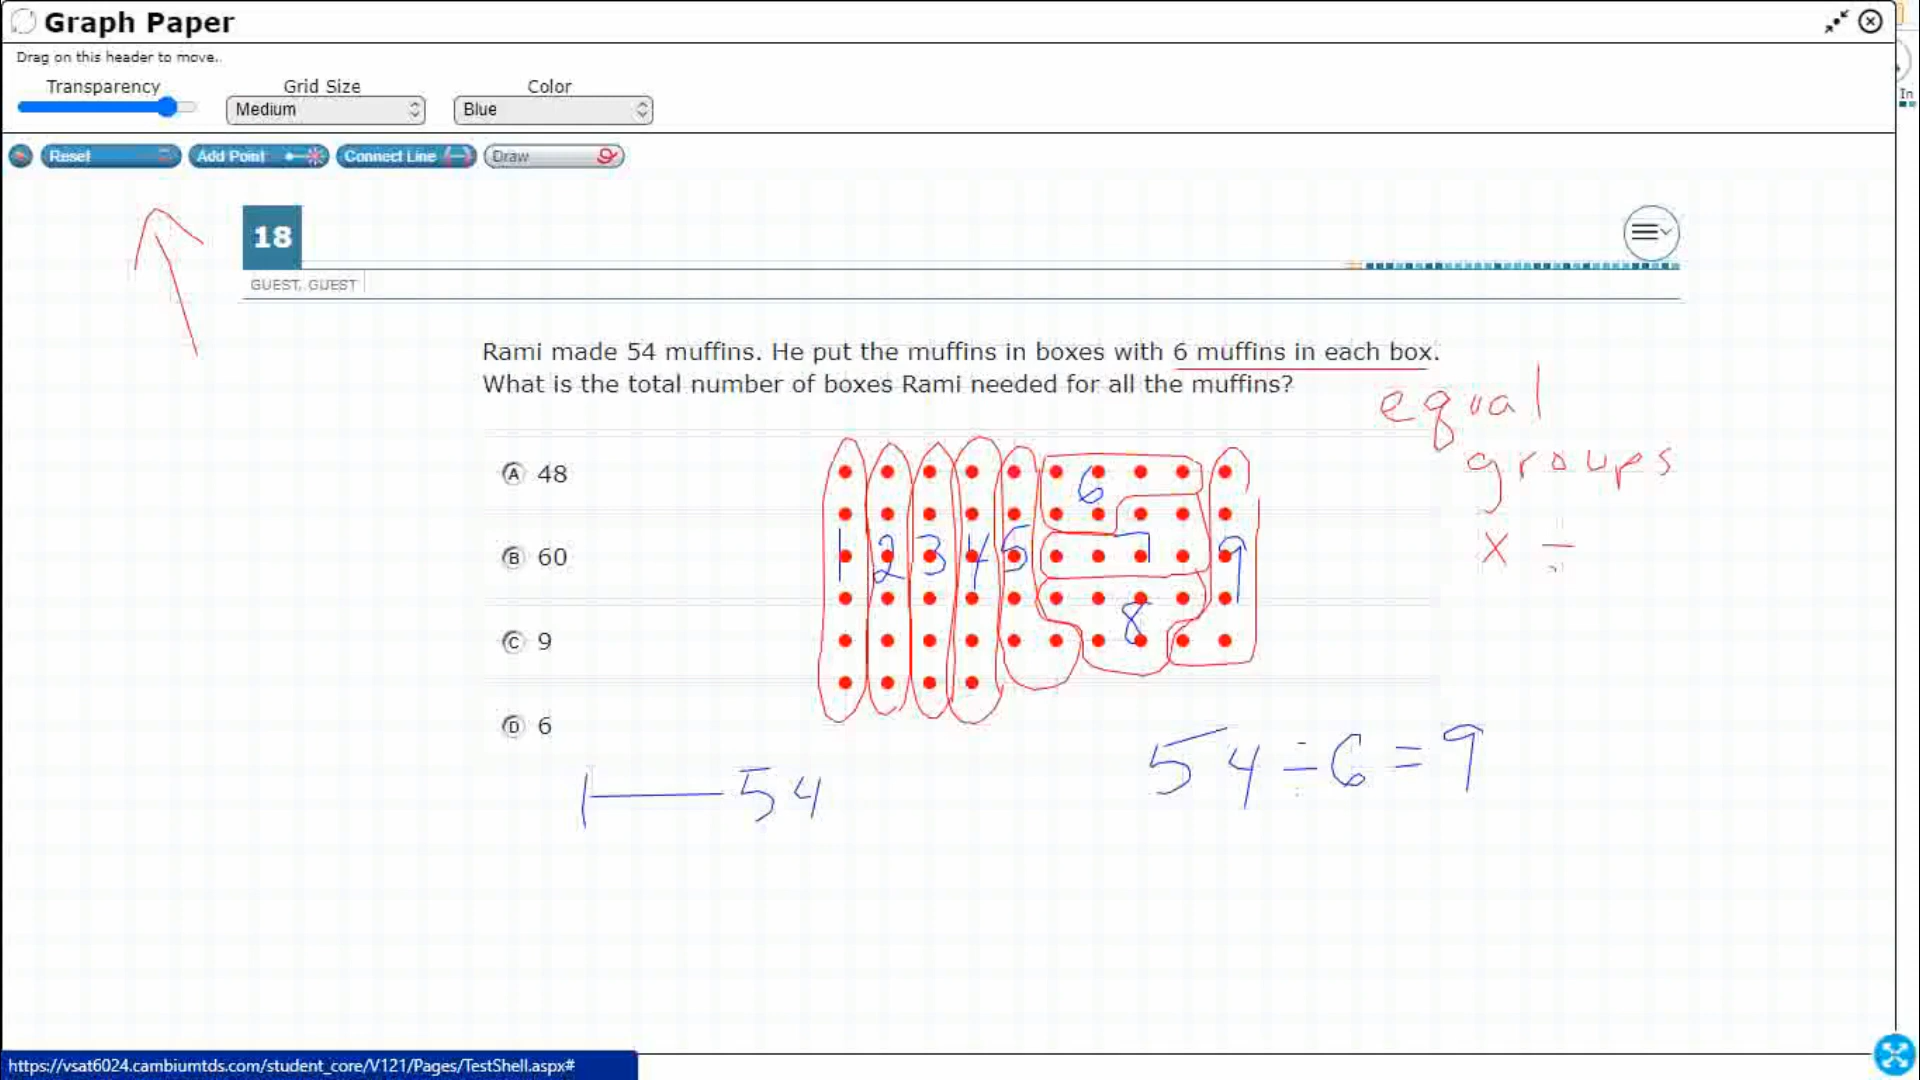 Graph Paper
Drag on this header to move..
Transparency
Grid Size
Color
Medium
Blue
In
Reset
Add Point
Connect Line
Draw
18
GUEST, GUEST
Rami made 54 muffins. He put the muffins in boxes with 6 muffins in each box.
What is the total number of boxes Rami needed for all the muffins?
equal
groups
x ÷
A 48
B 60
C 9
D 6
6
1 2 3 4 5 7 9
8
54 ÷ 6 = 9
1 — 54
https://vsat6024.cambiumtds.com/student_core/V121/Pages/TestShell.aspx#